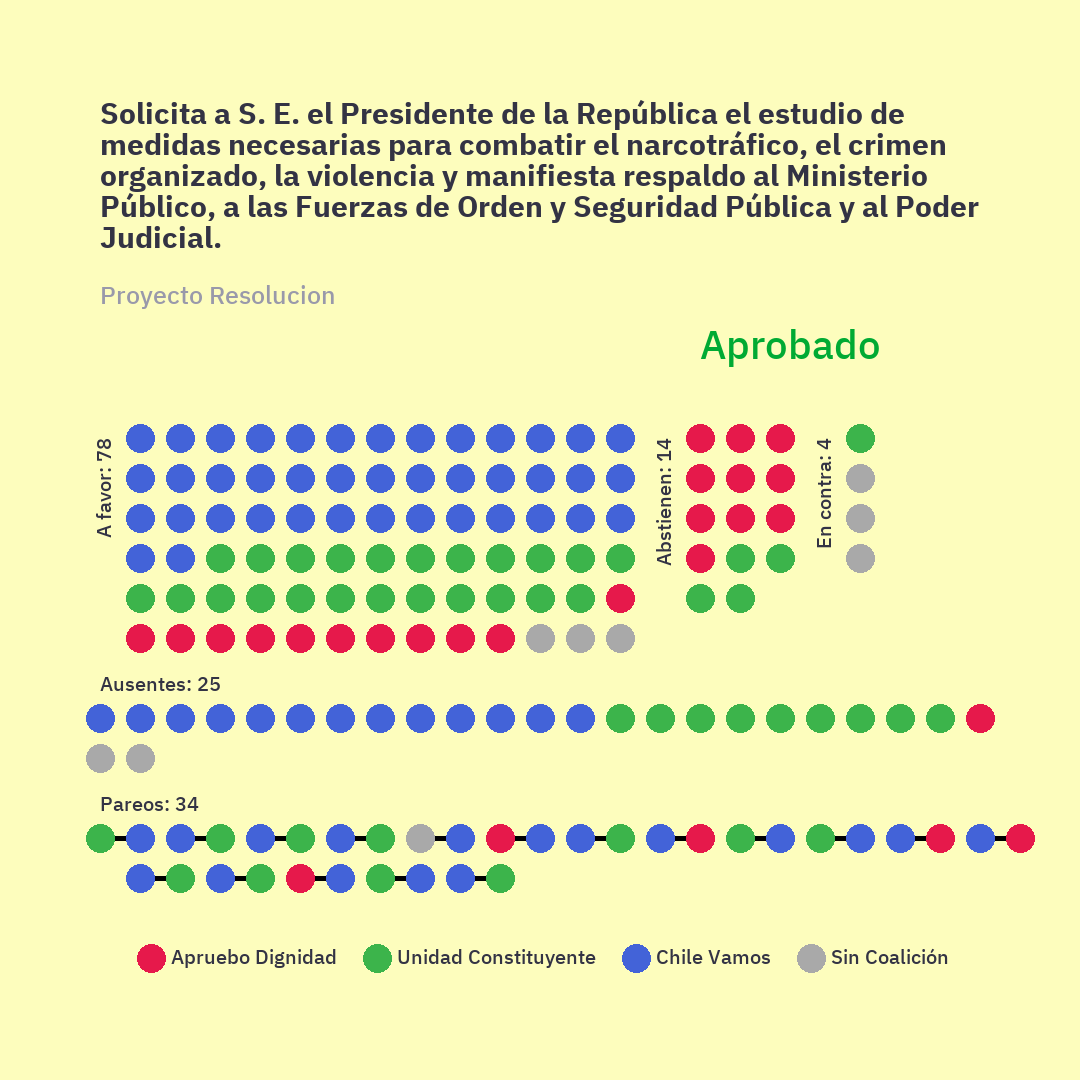 Solicita a S. E. el Presidente de la República el estudio de
medidas necesarias para combatir el narcotráfico, el crimen
organizado, la violencia y manifiesta respaldo al Ministerio
Público, a las Fuerzas de Orden y Seguridad Pública y al Poder
Judicial.
Proyecto Resolucion
Aprobado
A favor: 78
Abstienen: 14
En contra: 4
Ausentes: 25
Pareos: 34
Apruebo Dignidad
Unidad Constituyente
Chile Vamos
Sin Coalición